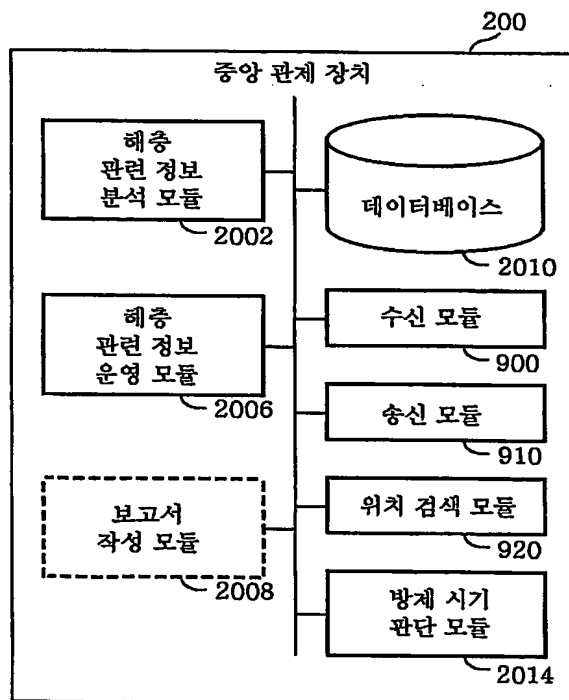 200
중앙 관제 장치
해충
관련 정보
분석 모듈
2002
데이터베이스
2010
해충
관련 정보
운영 모듈
2006
수신 모듈
900
송신 모듈
910
보고서
작성 모듈
2008
위치 검색 모듈
920
방제 시기
판단 모듈
2014